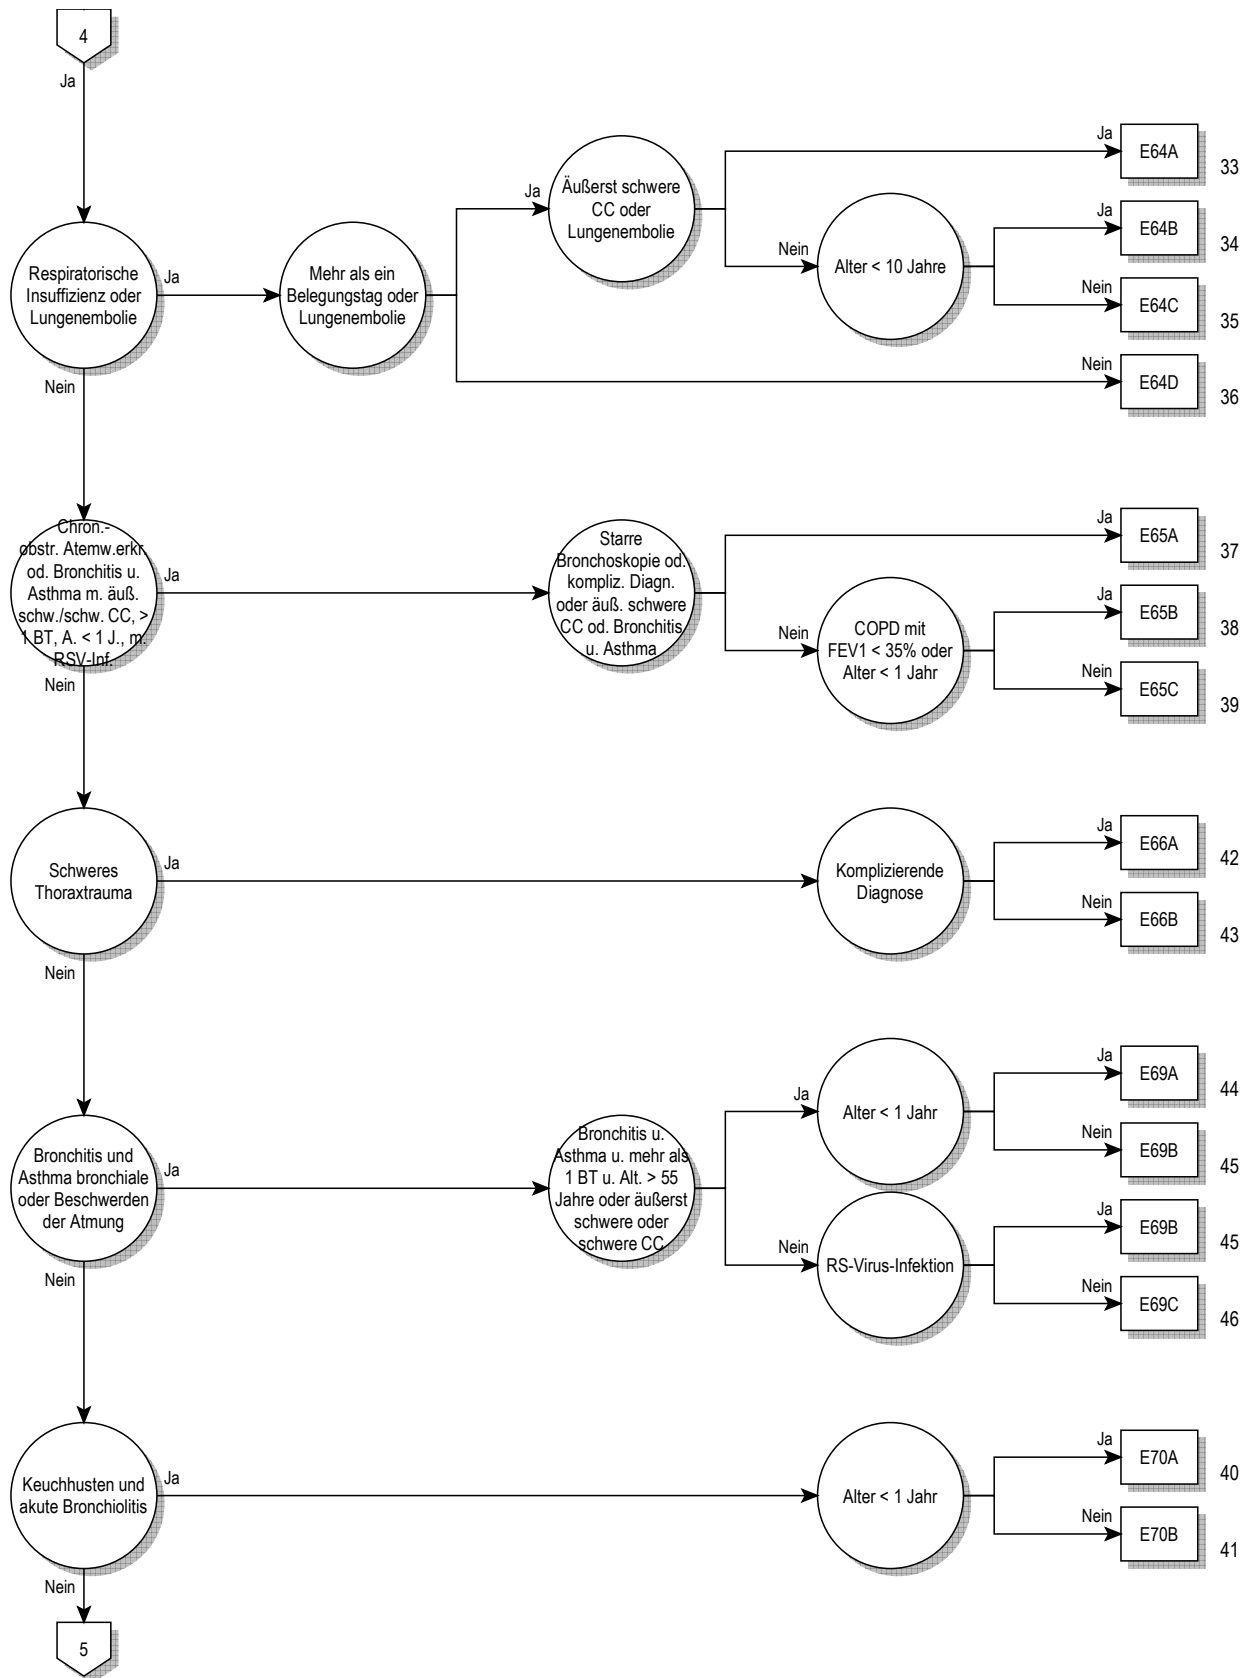 4
Ja
Respiratorische
Insuffizienz oder
Lungenembolie
Ja
Mehr als ein
Belegungstag oder
Lungenembolie
Ja
Äußerst schwere
CC oder
Lungenembolie
Ja
E64A
33
Nein
Alter < 10 Jahre
Ja
E64B
34
Nein
E64C
35
Nein
E64D
36
Nein
Chron.-
obstr. Atemw.erkr.
od. Bronchitis u.
Asthma m. äuß.
schw./schw. CC, >
1 BT, A. < 1 J., m.
RSV-Inf.
Ja
Starre
Bronchoskopie od.
kompliz. Diagn.
oder äuß. schwere
CC od. Bronchitis
u. Asthma
Ja
E65A
37
Nein
COPD mit
FEV1 < 35% oder
Alter < 1 Jahr
Ja
E65B
38
Nein
E65C
39
Nein
Schweres
Thoraxtrauma
Ja
Komplizierende
Diagnose
Ja
E66A
42
Nein
E66B
43
Nein
Bronchitis und
Asthma bronchiale
oder Beschwerden
der Atmung
Ja
Bronchitis u.
Asthma u. mehr als
1 BT u. Alt. > 55
Jahre oder äußerst
schwere oder
schwere CC
Ja
Alter < 1 Jahr
Ja
E69A
44
Nein
E69B
45
Nein
RS-Virus-Infektion
Ja
E69B
45
Nein
E69C
46
Nein
Keuchhusten und
akute Bronchiolitis
Ja
Alter < 1 Jahr
Ja
E70A
40
Nein
E70B
41
Nein
5